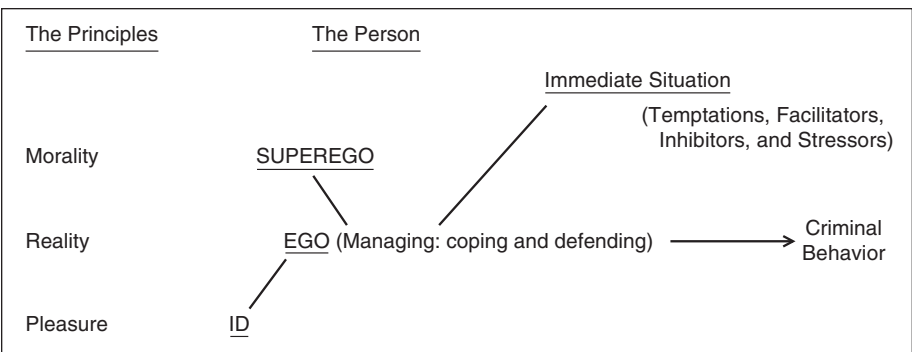 The Principles
The Person
Immediate Situation
(Temptations, Facilitators,
Inhibitors, and Stressors)
Morality
SUPEREGO
Reality
EGO (Managing: coping and defending)
Criminal
Behavior
Pleasure
ID